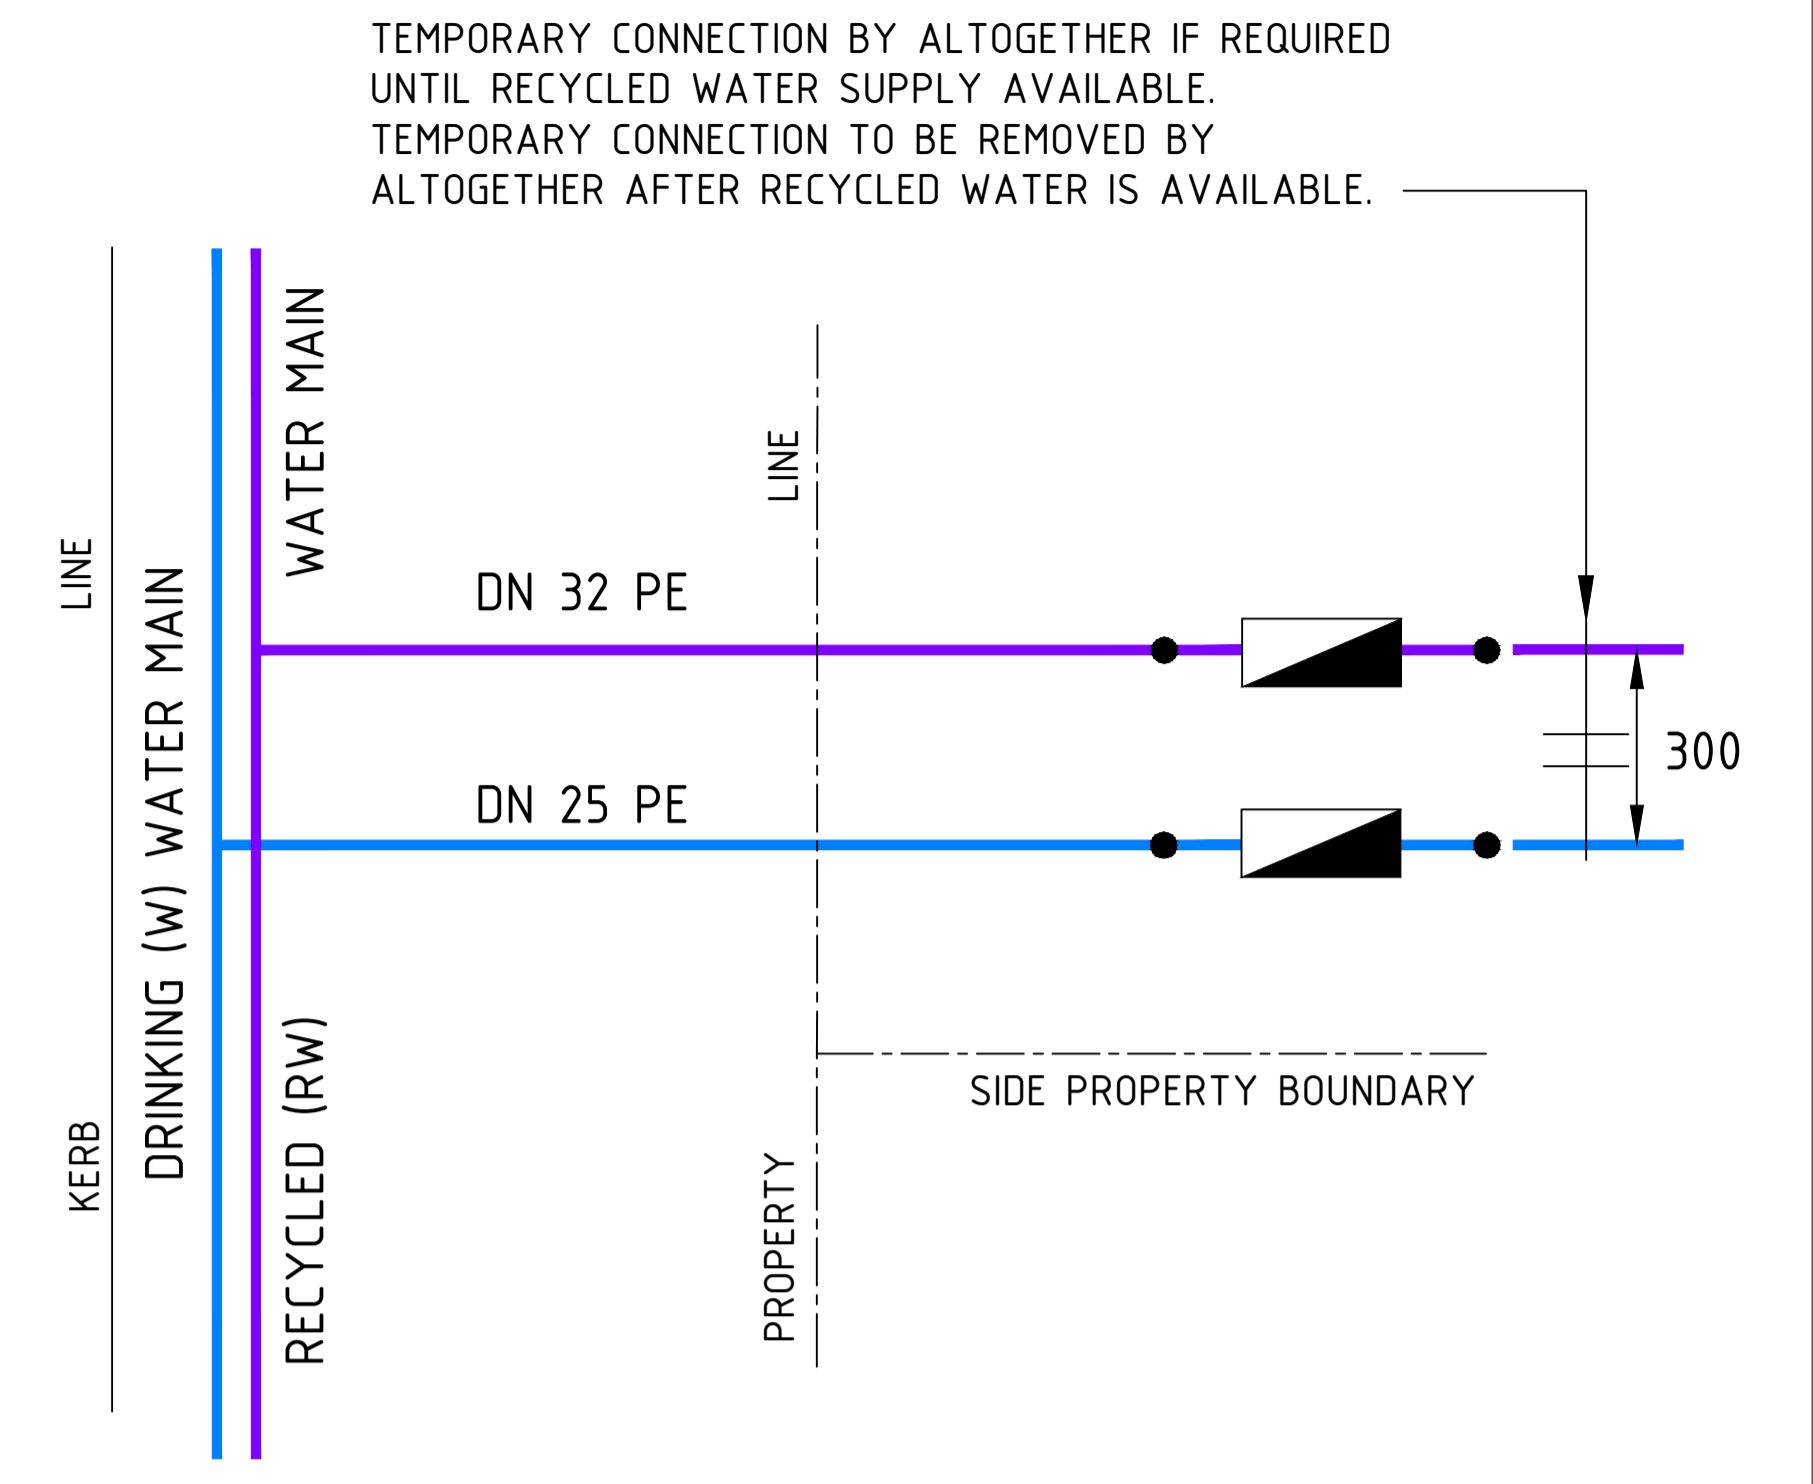 TEMPORARY CONNECTION BY ALTOGETHER IF REQUIRED
UNTIL RECYCLED WATER SUPPLY AVAILABLE.
TEMPORARY CONNECTION TO BE REMOVED BY
ALTOGETHER AFTER RECYCLED WATER IS AVAILABLE.
KERB LINE
DRINKING (W) WATER MAIN
RECYCLED (RW) WATER MAIN
PROPERTY LINE
DN 32 PE
DN 25 PE
300
SIDE PROPERTY BOUNDARY